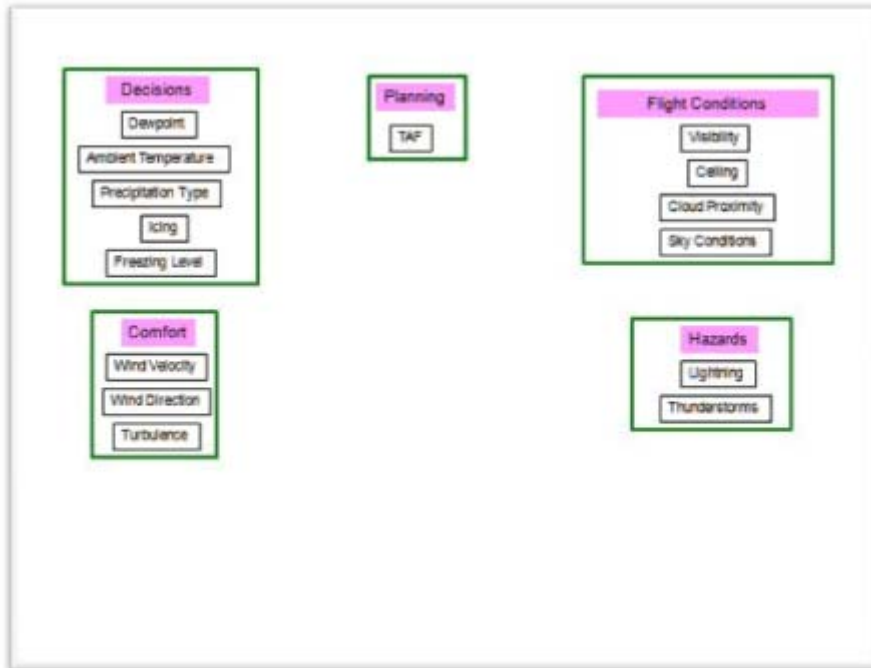 Decisions
Dewpoint
Ambient Temperature
Precipitation Type
Icing
Freezing Level
Planning
TAF
Flight Conditions
Visibility
Ceiling
Cloud Proximity
Sky Conditions
Comfort
Wind Velocity
Wind Direction
Turbulence
Hazards
Lightning
Thunderstorms